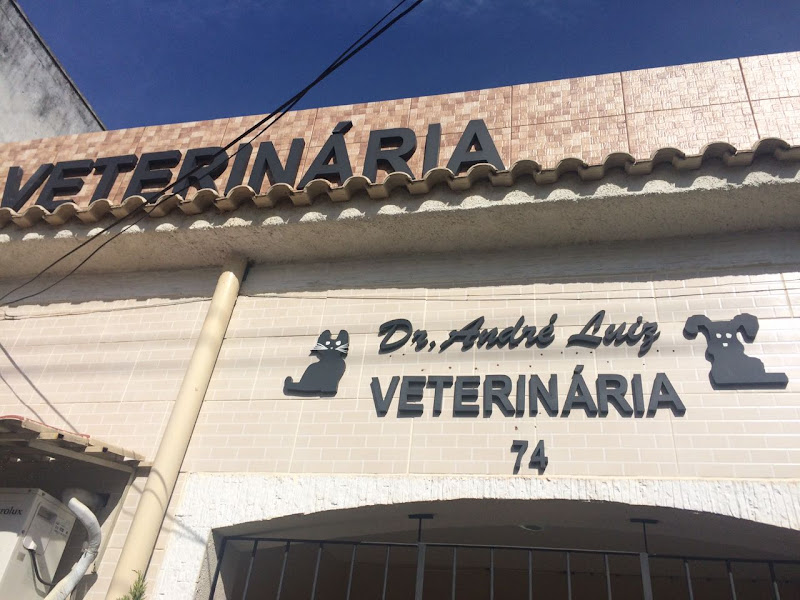 VETERINÁRIA
Dr. André Luiz
VETERINÁRIA
74